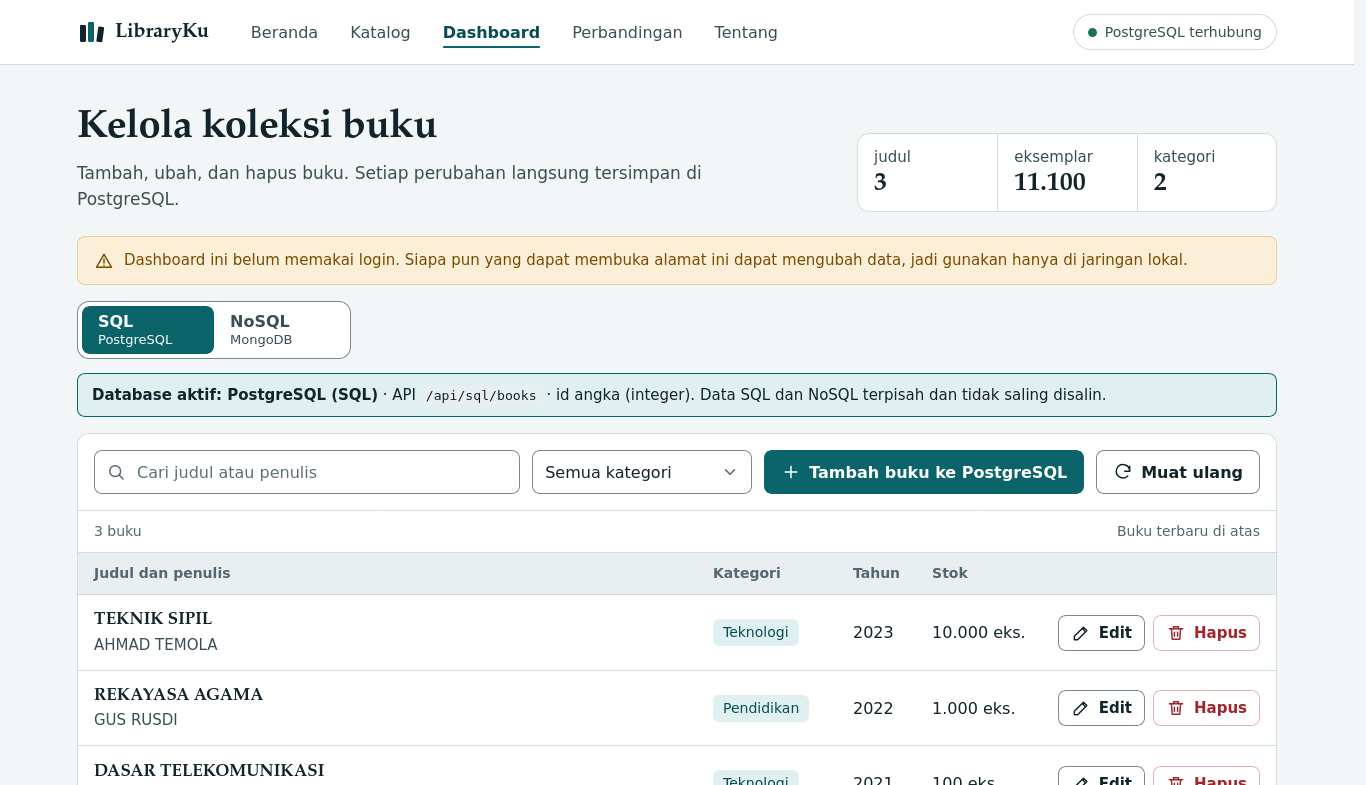 LibraryKu
Beranda
Katalog
Dashboard
Perbandingan
Tentang
PostgreSQL terhubung
Kelola koleksi buku
Tambah, ubah, dan hapus buku. Setiap perubahan langsung tersimpan di
PostgreSQL.
judul
3
eksemplar
11.100
kategori
2
Dashboard ini belum memakai login. Siapa pun yang dapat membuka alamat ini dapat mengubah data, jadi gunakan hanya di jaringan lokal.
SQL
PostgreSQL
NoSQL
MongoDB
Database aktif: PostgreSQL (SQL) · API /api/sql/books · id angka (integer). Data SQL dan NoSQL terpisah dan tidak saling disalin.
Cari judul atau penulis
Semua kategori
Tambah buku ke PostgreSQL
Muat ulang
3 buku
Buku terbaru di atas
Judul dan penulis
Kategori
Tahun
Stok
TEKNIK SIPIL
AHMAD TEMOLA
Teknologi
2023
10.000 eks.
Edit
Hapus
REKAYASA AGAMA
GUS RUSDI
Pendidikan
2022
1.000 eks.
Edit
Hapus
DASAR TELEKOMUNIKASI
Teknologi
2021
100 eks.
Edit
Hapus